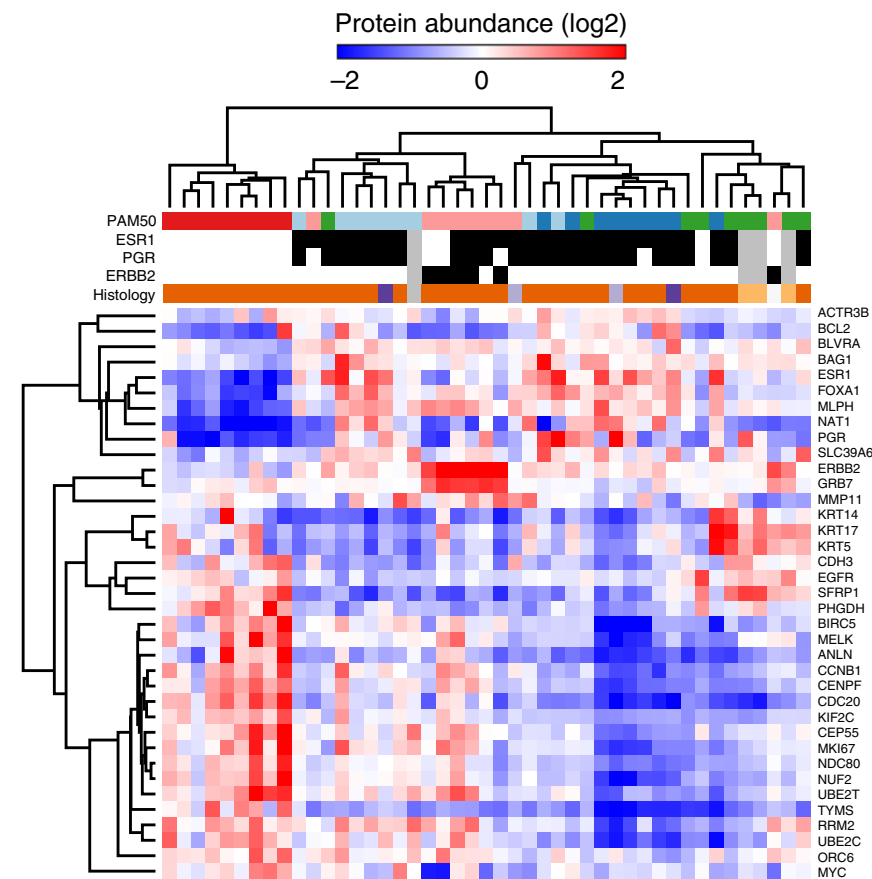 Protein abundance (log2)
–2 0 2
PAM50
ESR1
PGR
ERBB2
Histology
ACTR3B
BCL2
BLVRA
BAG1
ESR1
FOXA1
MLPH
NAT1
PGR
SLC39A6
ERBB2
GRB7
MMP11
KRT14
KRT17
KRT5
CDH3
EGFR
SFRP1
PHGDH
BIRC5
MELK
ANLN
CCNB1
CENPF
CDC20
KIF2C
CEP55
MKI67
NDC80
NUF2
UBE2T
TYMS
RRM2
UBE2C
ORC6
MYC